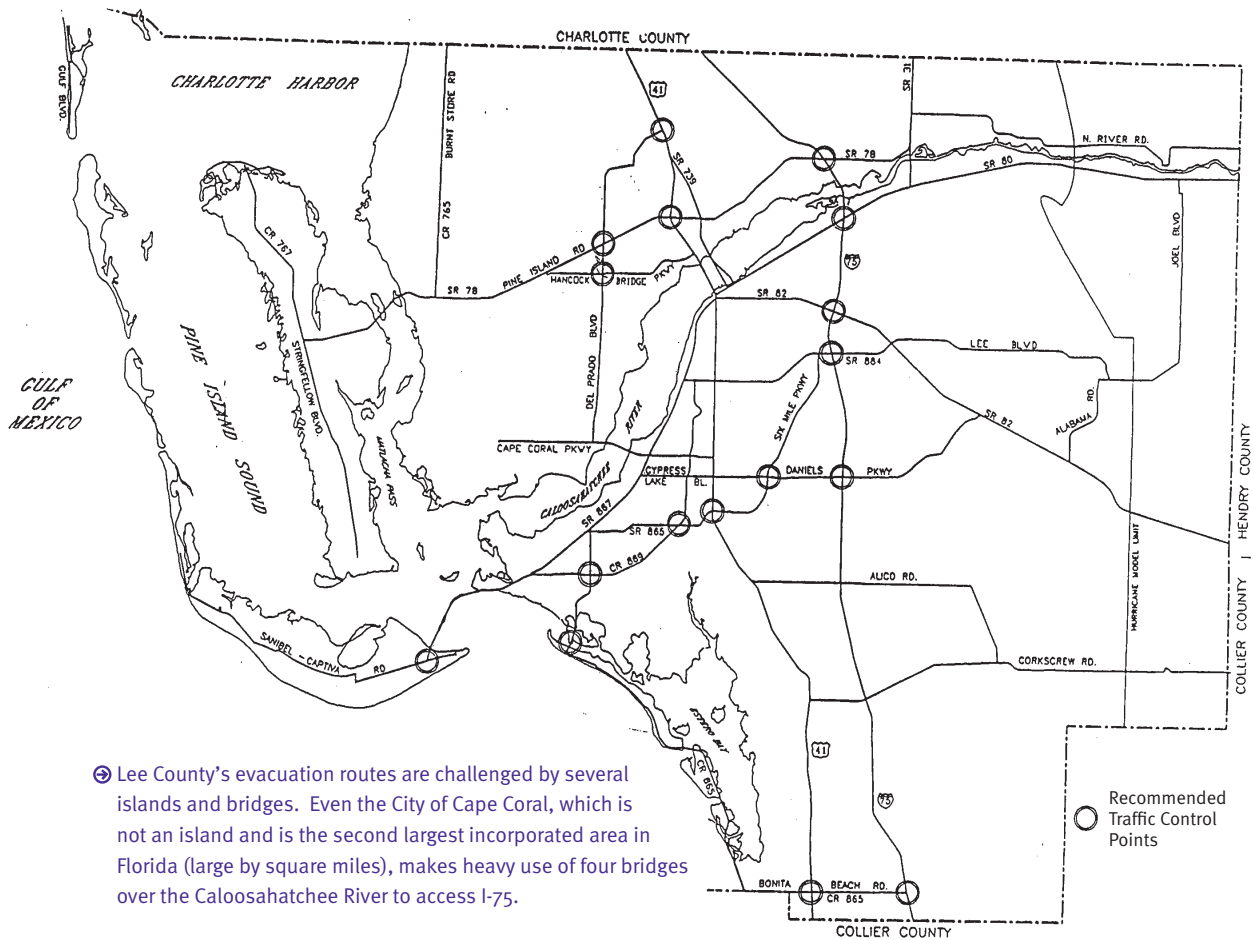 CHARLOTTE COUNTY
GULF BLVD.
CHARLOTTE HARBOR
BURNT STORE RD
CR 765
41
SR 739
SR 31
SR 78
N. RIVER RD.
SR 80
CR 767
PINE ISLAND RD
HANCOCK BRIDGE PKWY
SR 78
75
SR 82
JOEL BLVD
LEE BLVD
SR 884
DEL PRADO BLVD
STRINGFELLOW BLVD.
PINE ISLAND SOUND
GULF
OF
MEXICO
MATLACHA PASS
SIX MILE PKWY
ALABAMA RD.
SR 82
CAPE CORAL PKWY
CALOOSAHATCHEE RIVER
CYPRESS
LAKE BL.
DANIELS PKWY
SR 867
SR 865
CR 869
ALICO RD.
HURRICANE MODEL LIMIT
COLLIER COUNTY | HENDRY COUNTY
SANIBEL - CAPTIVA RD
CORKSCREW RD.
ESTERO BAY
41
CR 865
75
Lee County's evacuation routes are challenged by several
islands and bridges. Even the City of Cape Coral, which is
not an island and is the second largest incorporated area in
Florida (large by square miles), makes heavy use of four bridges
over the Caloosahatchee River to access I-75.
Recommended
Traffic Control
Points
BONITA BEACH RD.
CR 865
COLLIER COUNTY